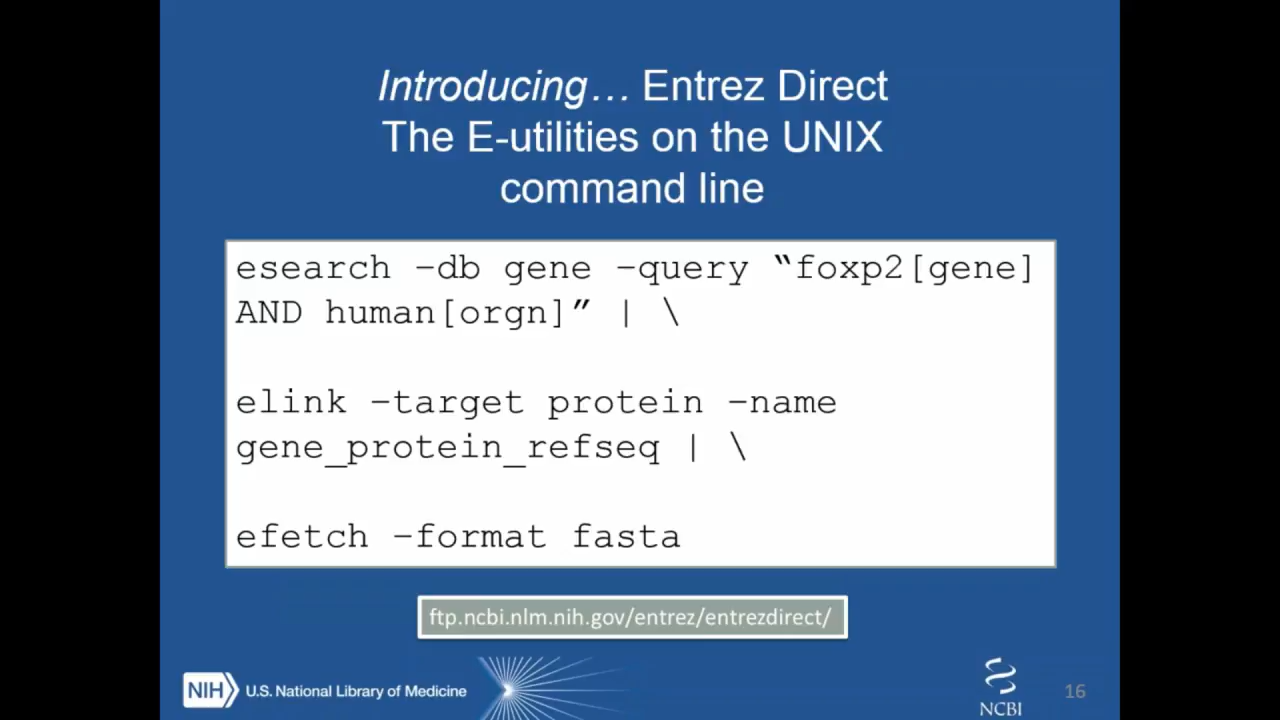 Introducing… Entrez Direct
The E-utilities on the UNIX
command line
esearch –db gene –query “foxp2[gene]
AND human[orgn]” | \
elink –target protein –name
gene_protein_refseq | \
efetch –format fasta
ftp.ncbi.nlm.nih.gov/entrez/entrezdirect/
NIH U.S. National Library of Medicine
NCBI
16